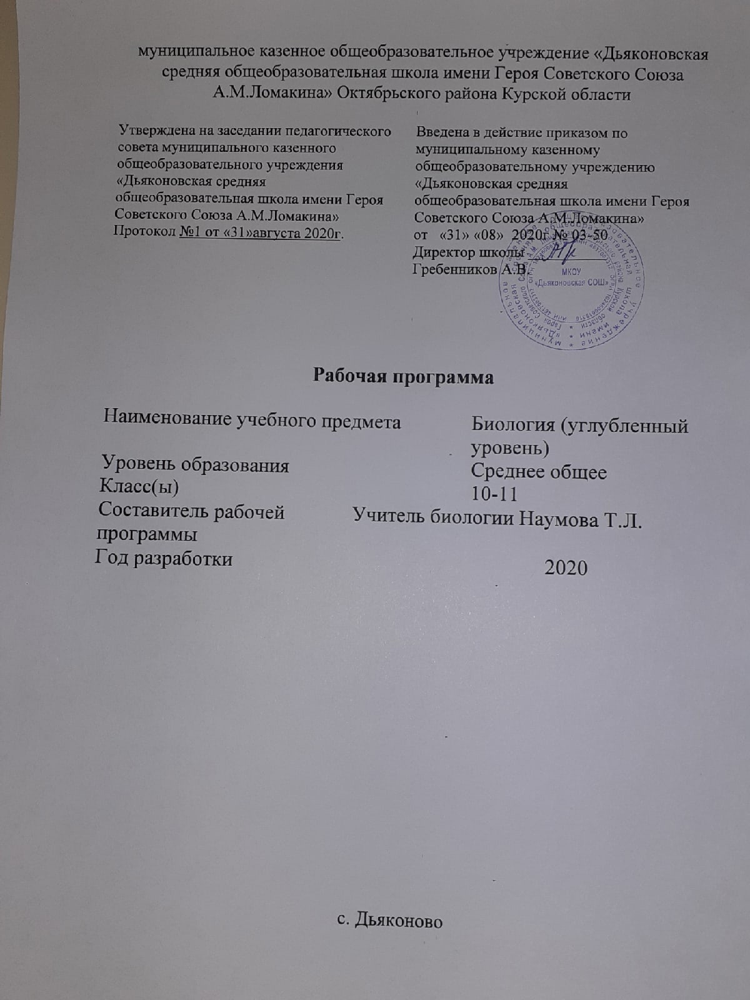 муниципальное казенное общеобразовательное учреждение «Дьяконовская
средняя общеобразовательная школа имени Героя Советского Союза
А.М.Ломакина» Октябрьского района Курской области
Утверждена на заседании педагогического
совета муниципального казенного
общеобразовательного учреждения
«Дьяконовская средняя
общеобразовательная школа имени Героя
Советского Союза А.М.Ломакина»
Протокол №1 от «31»августа 2020г.
Введена в действие приказом по
муниципальному казенному
общеобразовательному учреждению
«Дьяконовская средняя
общеобразовательная школа имени Героя
Советского Союза А.М.Ломакина»
от «31» «08» 2020г № 03-50
Директор школы
Гребенников А.В.
МКОУ
«Дьяконовская СОШ»
Рабочая программа
Наименование учебного предмета Биология (углубленный
уровень)
Уровень образования Среднее общее
Класс(ы) 10-11
Составитель рабочей Учитель биологии Наумова Т.Л.
программы
Год разработки 2020
с. Дьяконово